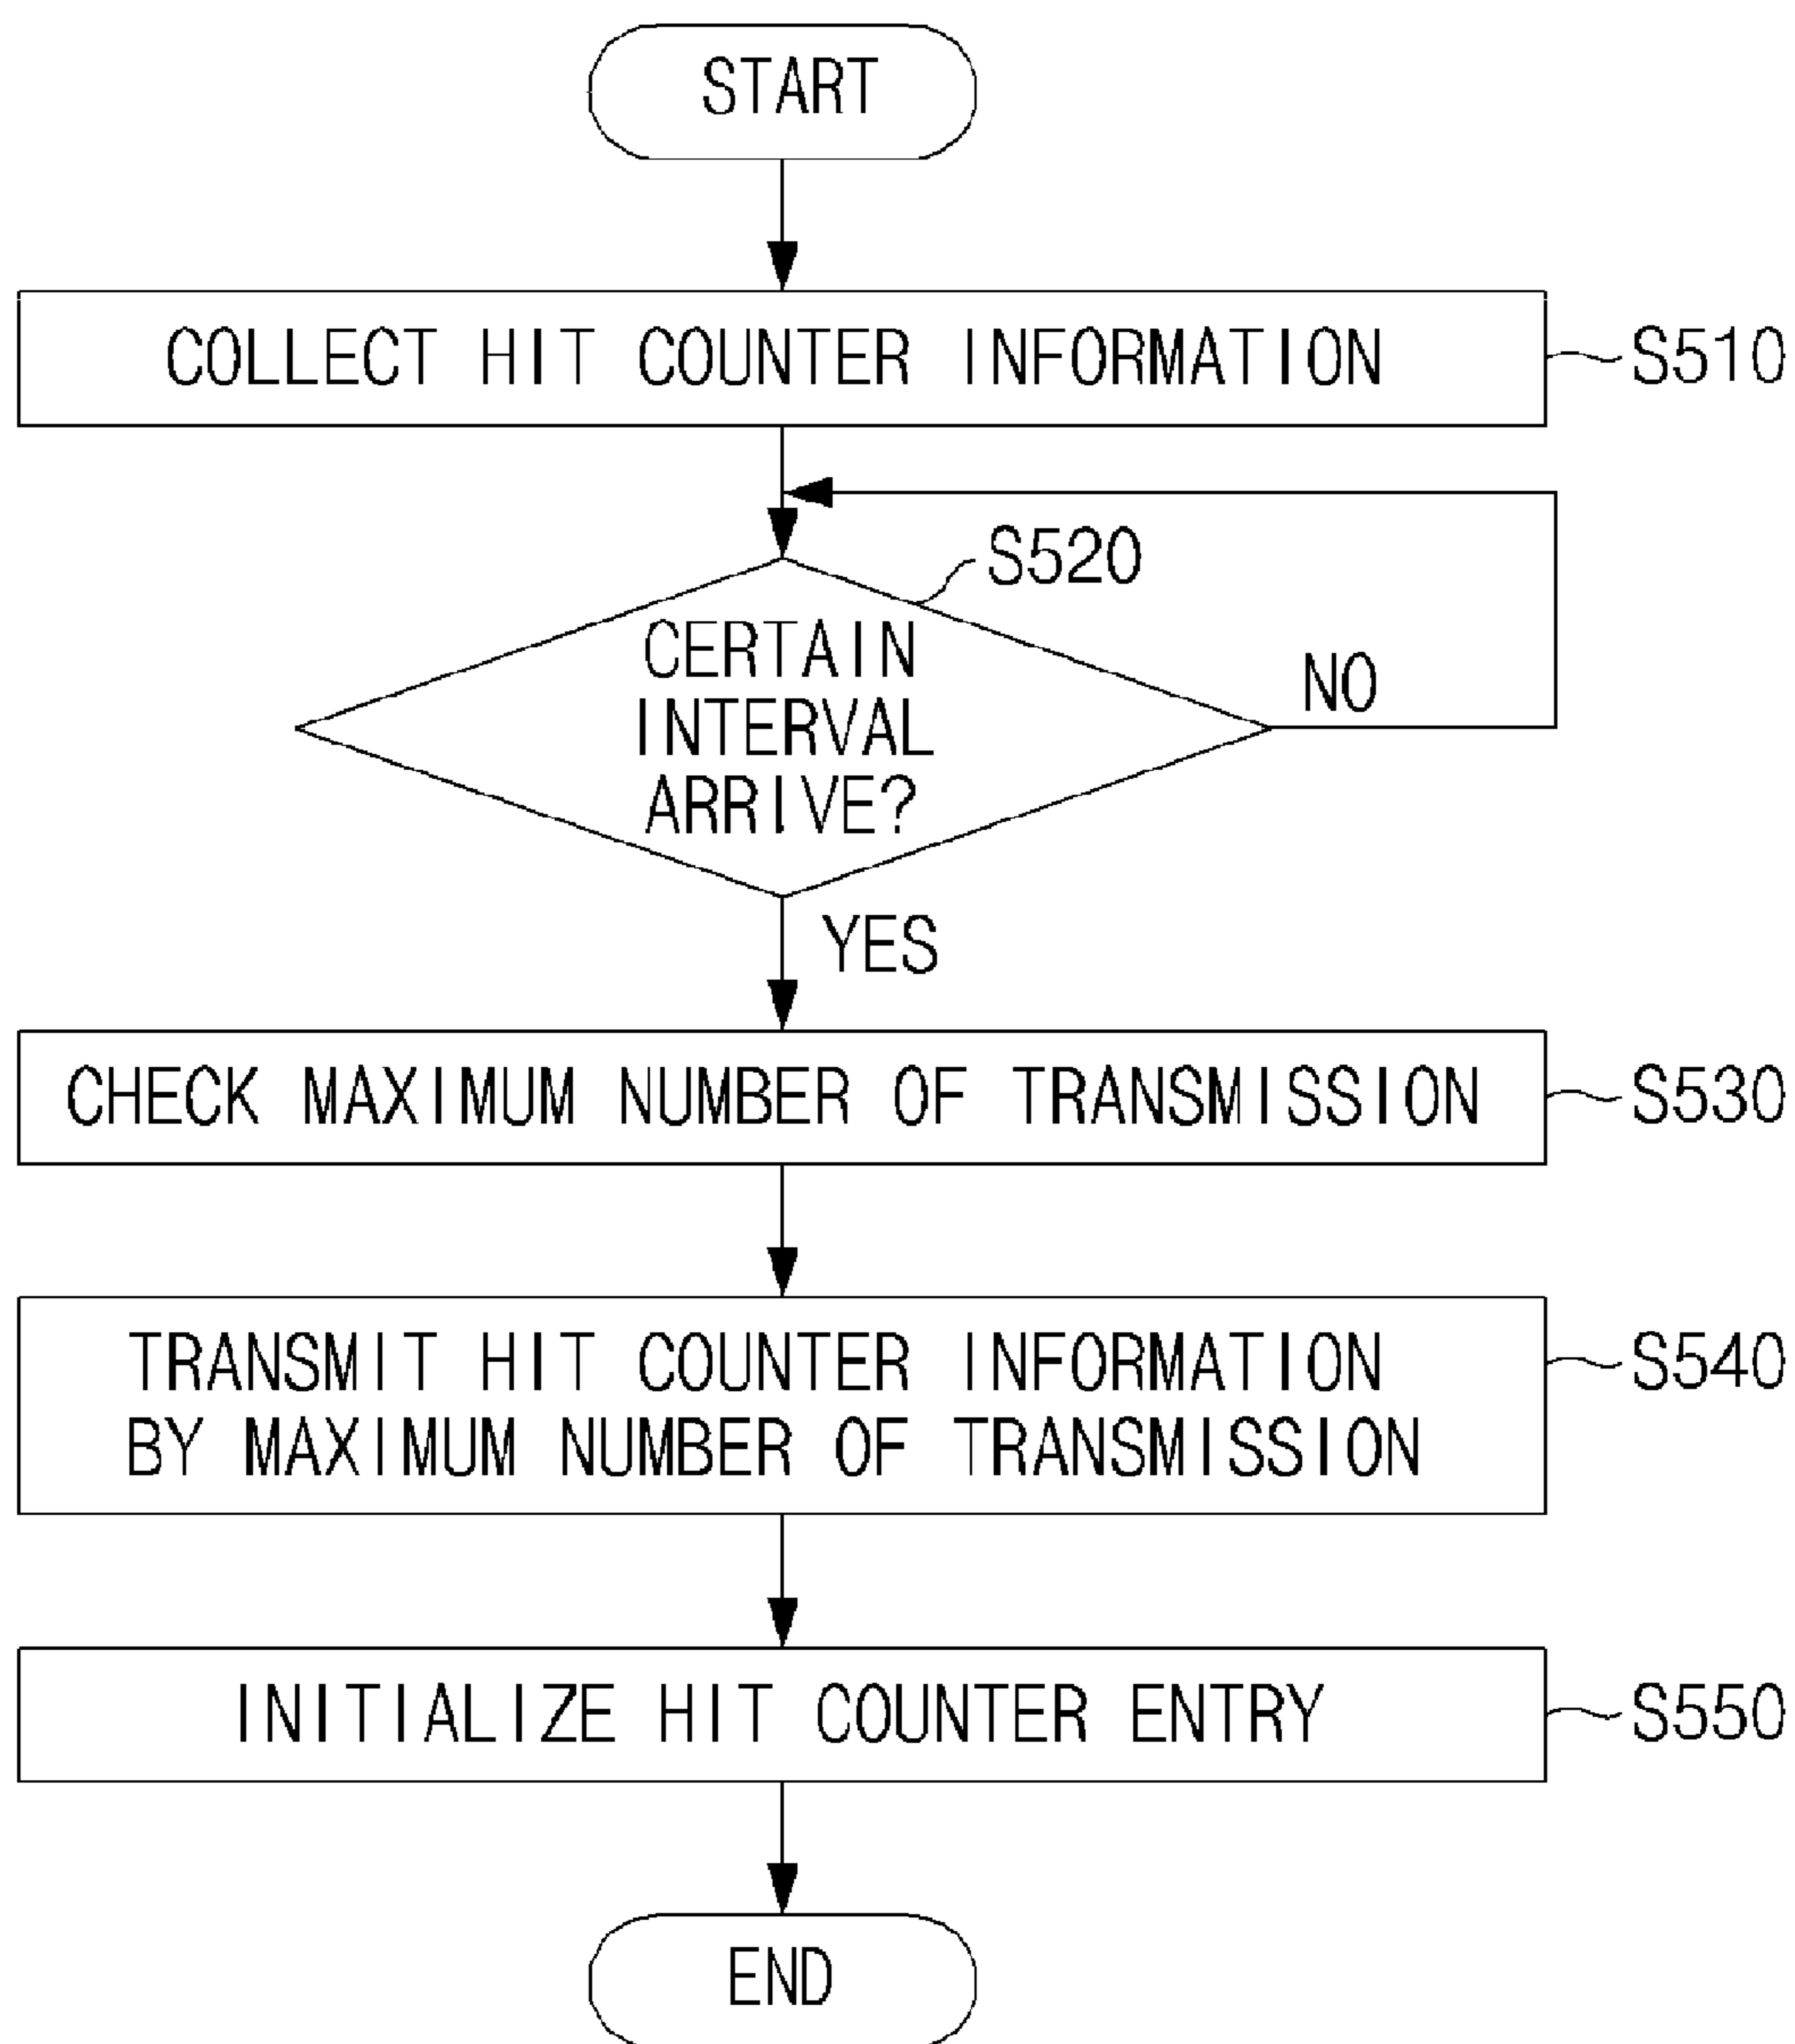 START
COLLECT HIT COUNTER INFORMATION
S510
S520
CERTAIN
INTERVAL
ARRIVE?
NO
YES
CHECK MAXIMUM NUMBER OF TRANSMISSION
S530
TRANSMIT HIT COUNTER INFORMATION
BY MAXIMUM NUMBER OF TRANSMISSION
S540
INITIALIZE HIT COUNTER ENTRY
S550
END